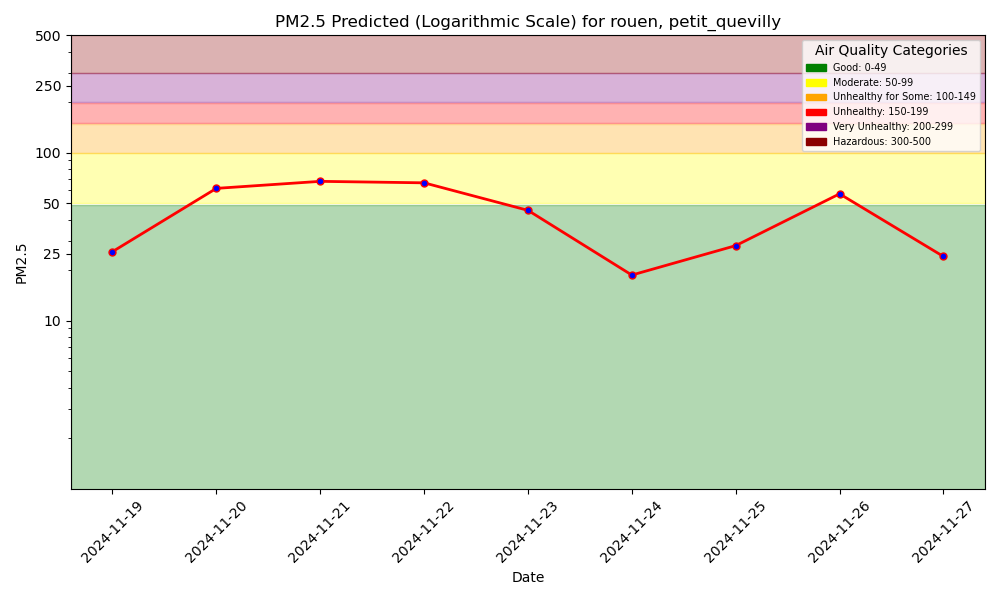 PM2.5 Predicted (Logarithmic Scale) for rouen, petit_quevilly
Air Quality Categories
Good: 0-49
Moderate: 50-99
Unhealthy for Some: 100-149
Unhealthy: 150-199
Very Unhealthy: 200-299
Hazardous: 300-500
500
250
100
50
25
10
PM2.5
2024-11-19
2024-11-20
2024-11-21
2024-11-22
2024-11-23
2024-11-24
2024-11-25
2024-11-26
2024-11-27
Date